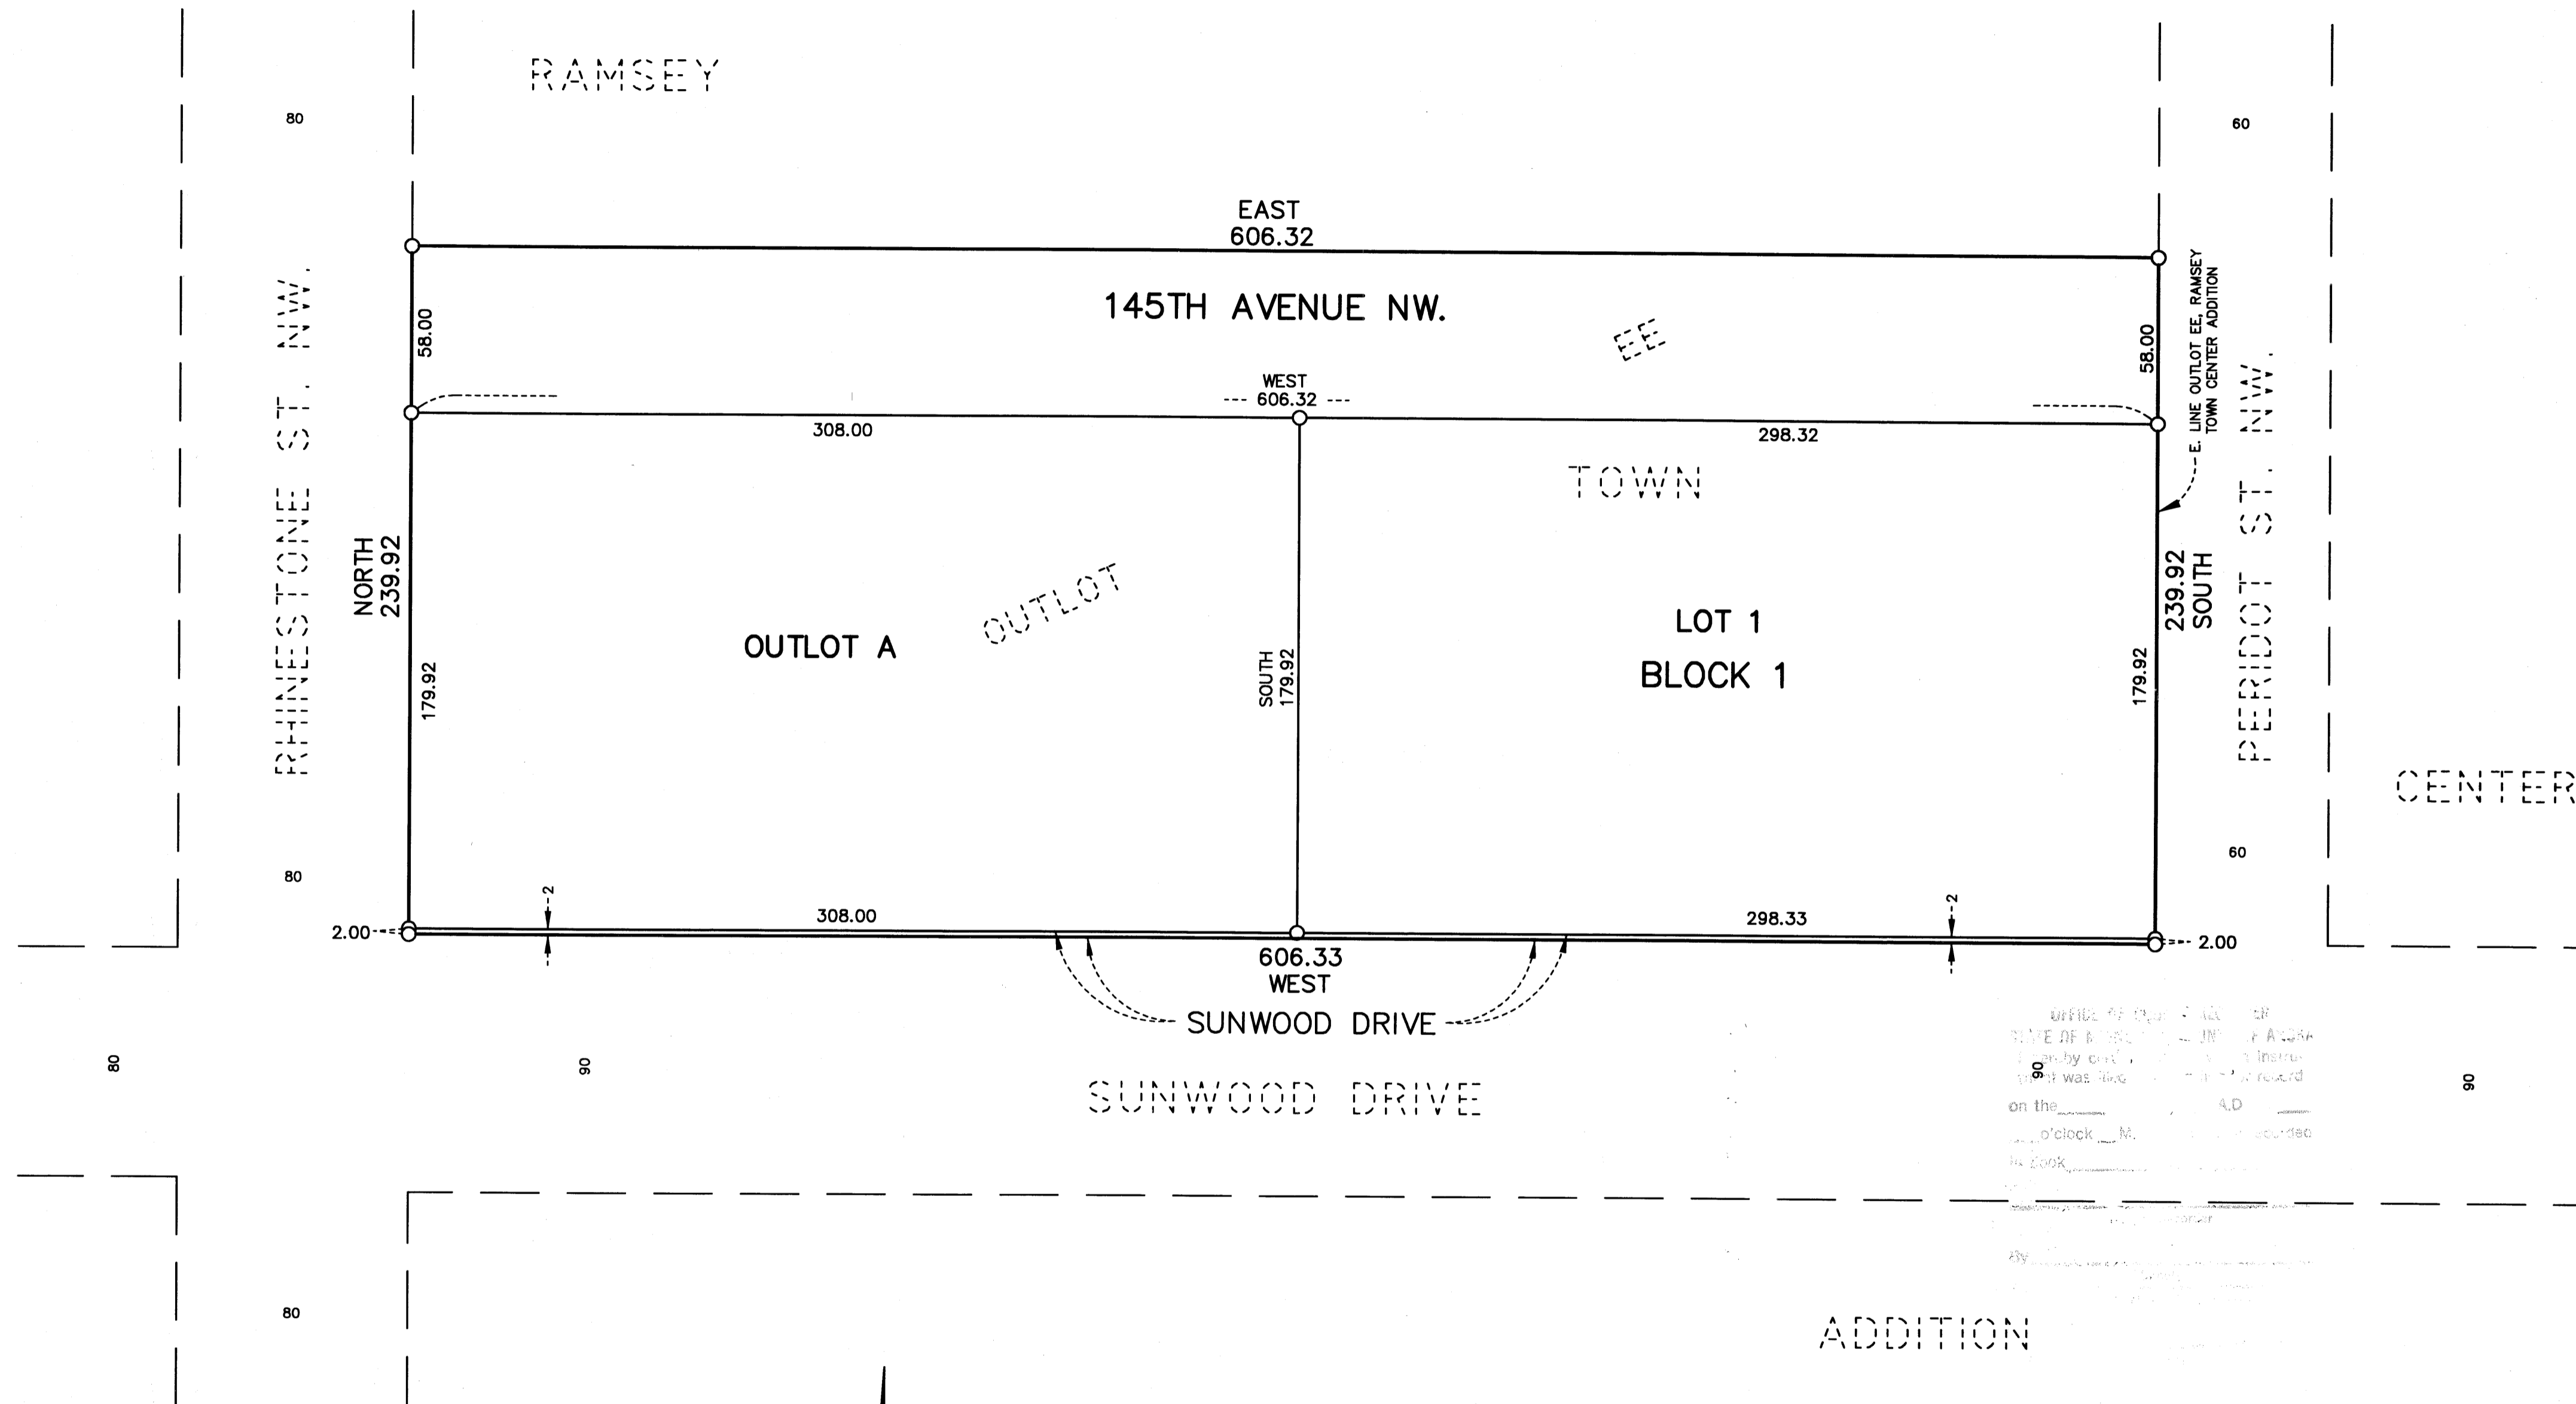 RAMSEY
80
60
EAST
606.32
145TH AVENUE NW.
EE
58.00
58.00
E. LINE OUTLOT EE, RAMSEY
TOWN CENTER ADDITION
WEST
--- 606.32 ---
308.00
298.32
TOWN
RHINESTONE ST. NW.
PERIDOT ST. NW.
NORTH
239.92
239.92
SOUTH
OUTLOT
OUTLOT A
LOT 1
BLOCK 1
179.92
SOUTH
179.92
179.92
CENTER
80
60
2
2
308.00
298.33
2.00
2.00
606.33
WEST
SUNWOOD DRIVE
80
90
90
90
SUNWOOD DRIVE
was
record
on the
A.D
o'clock M.
By
80
ADDITION